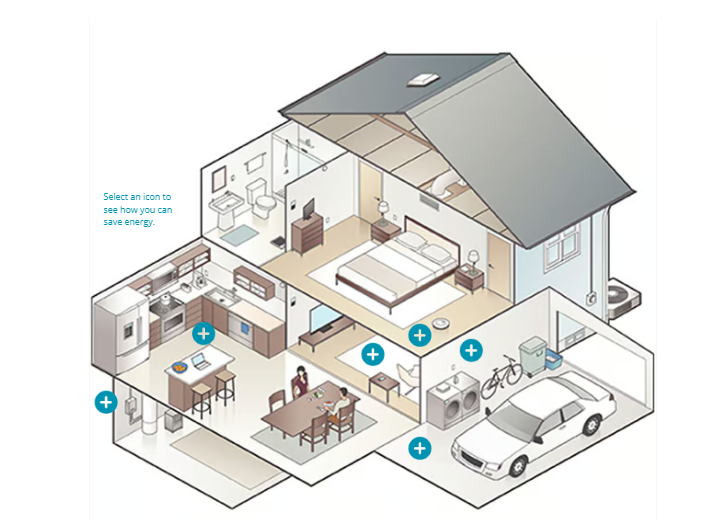 Select an icon to
see how you can
save energy.